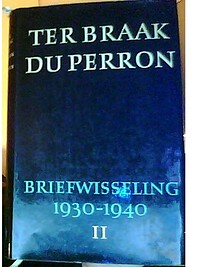 TER BRAAK
DU PERRON
BRIEFWISSELING
1930-1940
II